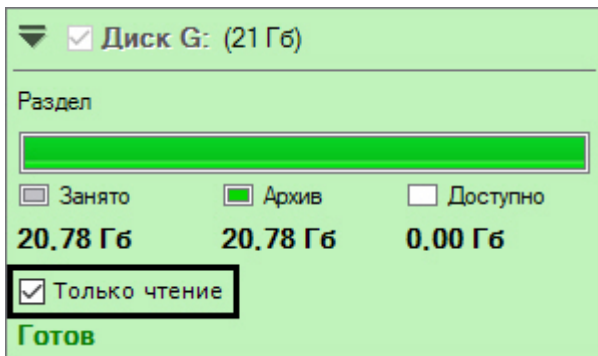 Диск G: (21 Гб)
Раздел
Занято Архив Доступно
20.78 Гб 20.78 Гб 0.00 Гб
Только чтение
Готов